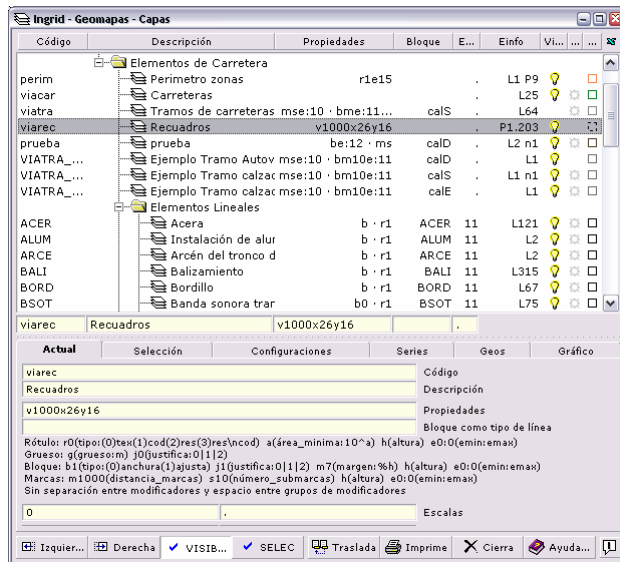 Ingrid - Geomapas - Capas
Código Descripción Propiedades Bloque E... Einfo Vi... ... ...
Elementos de Carretera
perim Perimetro zonas r1e15 . L1 P9
viacar Carreteras L25
viatra Tramos de carreteras mse:10 · bme:11... calS . L64
viarec Recuadros v1000x26y16 . P1.203
prueba prueba be:12 · ms calD . L2 n1
VIATRA_... Ejemplo Tramo Autov mse:10 · bm10e:11 calD . L1
VIATRA_... Ejemplo Tramo calzac mse:10 · bm10e:11 calS . L1 n1
VIATRA_... Ejemplo Tramo calzac mse:10 · bm10e:11 calE . L1
Elementos Lineales
ACER Acera b · r1 ACER 11 L121
ALUM Instalación de alur b · r1 ALUM 11 L2
ARCE Arcén del tronco d b · r1 ARCE 11 L2
BALI Balizamiento b · r1 BALI 11 L315
BORD Bordillo b · r1 BORD 11 L67
BSOT Banda sonora trar b0 · r1 BSOT 11 L75
viarec Recuadros v1000x26y16 .
Actual Selección Configuraciones Series Geos Gráfico
viarec Código
Recuadros Descripción
v1000x26y16 Propiedades
Bloque como tipo de línea
Rótulo: r0(tipo:(0)tex(1)cod(2)res(3)res\ncod) a(área_minima:10^a) h(altura) e0:0(emin:emax)
Grueso: g(grueso:m) j0(justifica:0|1|2)
Bloque: b1(tipo:(0)anchura(1)ajusta) j1(justifica:0|1|2) m7(margen:%h) h(altura) e0:0(emin:emax)
Marcas: m1000(distancia_marcas) s10(número_submarcas) h(altura) e0:0(emin:emax)
Sin separación entre modificadores y espacio entre grupos de modificadores
0 . Escalas
Izquier... Derecha VISIB... SELEC Traslada Imprime Cierra Ayuda...